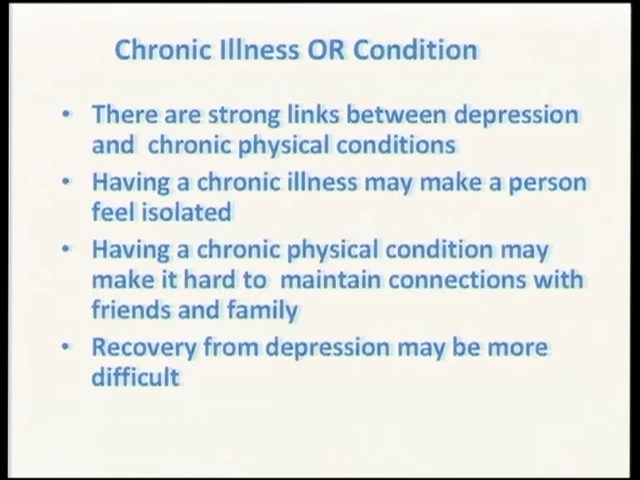 Chronic Illness OR Condition
• There are strong links between depression
and chronic physical conditions
• Having a chronic illness may make a person
feel isolated
• Having a chronic physical condition may
make it hard to maintain connections with
friends and family
• Recovery from depression may be more
difficult